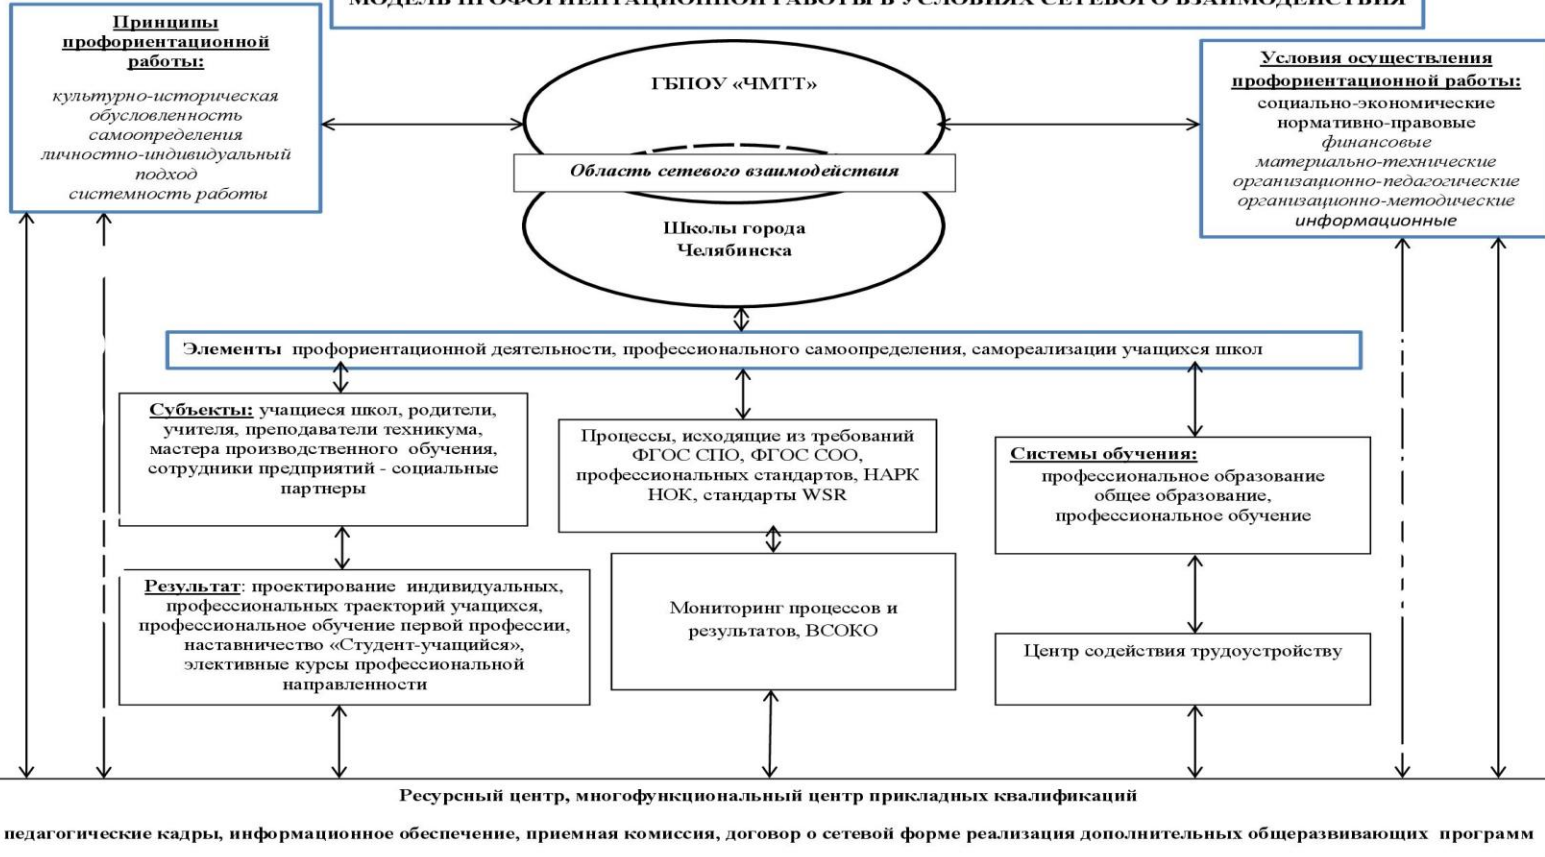 МОДЕЛЬ ПРОФОРИЕНТАЦИОННОЙ РАБОТЫ В УСЛОВИЯХ СЕТЕВОГО ВЗАИМОДЕЙСТВИЯ
Принципы
профориентационной
работы:
культурно-историческая
обусловленность
самоопределения
личностно-индивидуальный
подход
системность работы
ГБПОУ «ЧМТТ»
Область сетевого взаимодействия
Школы города
Челябинска
Условия осуществления
профориентационной работы:
социально-экономические
нормативно-правовые
финансовые
материально-технические
организационно-педагогические
организационно-методические
информационные
Элементы профориентационной деятельности, профессионального самоопределения, самореализации учащихся школ
Субъекты: учащиеся школ, родители,
учителя, преподаватели техникума,
мастера производственного обучения,
сотрудники предприятий - социальные
партнеры
Процессы, исходящие из требований
ФГОС СПО, ФГОС СОО,
профессиональных стандартов, НАРК
НОК, стандарты WSR
Системы обучения:
профессиональное образование
общее образование,
профессиональное обучение
Результат: проектирование индивидуальных,
профессиональных траекторий учащихся,
профессиональное обучение первой профессии,
наставничество «Студент-учащийся»,
элективные курсы профессиональной
направленности
Мониторинг процессов и
результатов, ВСОКО
Центр содействия трудоустройству
Ресурсный центр, многофункциональный центр прикладных квалификаций
педагогические кадры, информационное обеспечение, приемная комиссия, договор о сетевой форме реализация дополнительных общеразвивающих программ